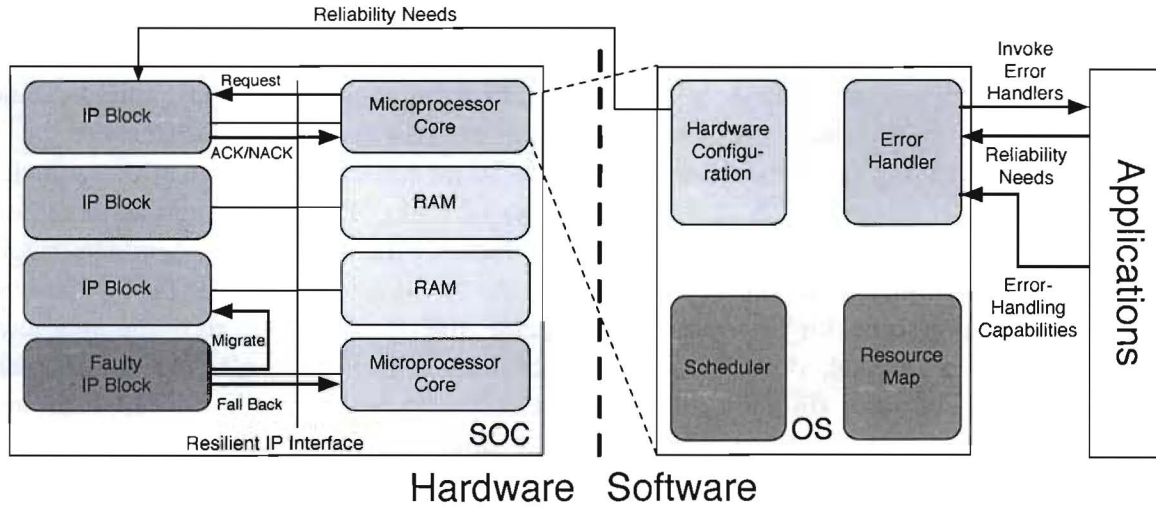 Reliability Needs
IP Block
Request
ACK/NACK
Microprocessor
Core
IP Block
RAM
IP Block
RAM
Migrate
Faulty
IP Block
Fall Back
Microprocessor
Core
Resilient IP Interface
SOC
Hardware
Configu-
ration
Error
Handler
Scheduler
Resource
Map
OS
Invoke
Error
Handlers
Reliability
Needs
Error-
Handling
Capabilities
Applications
Hardware Software